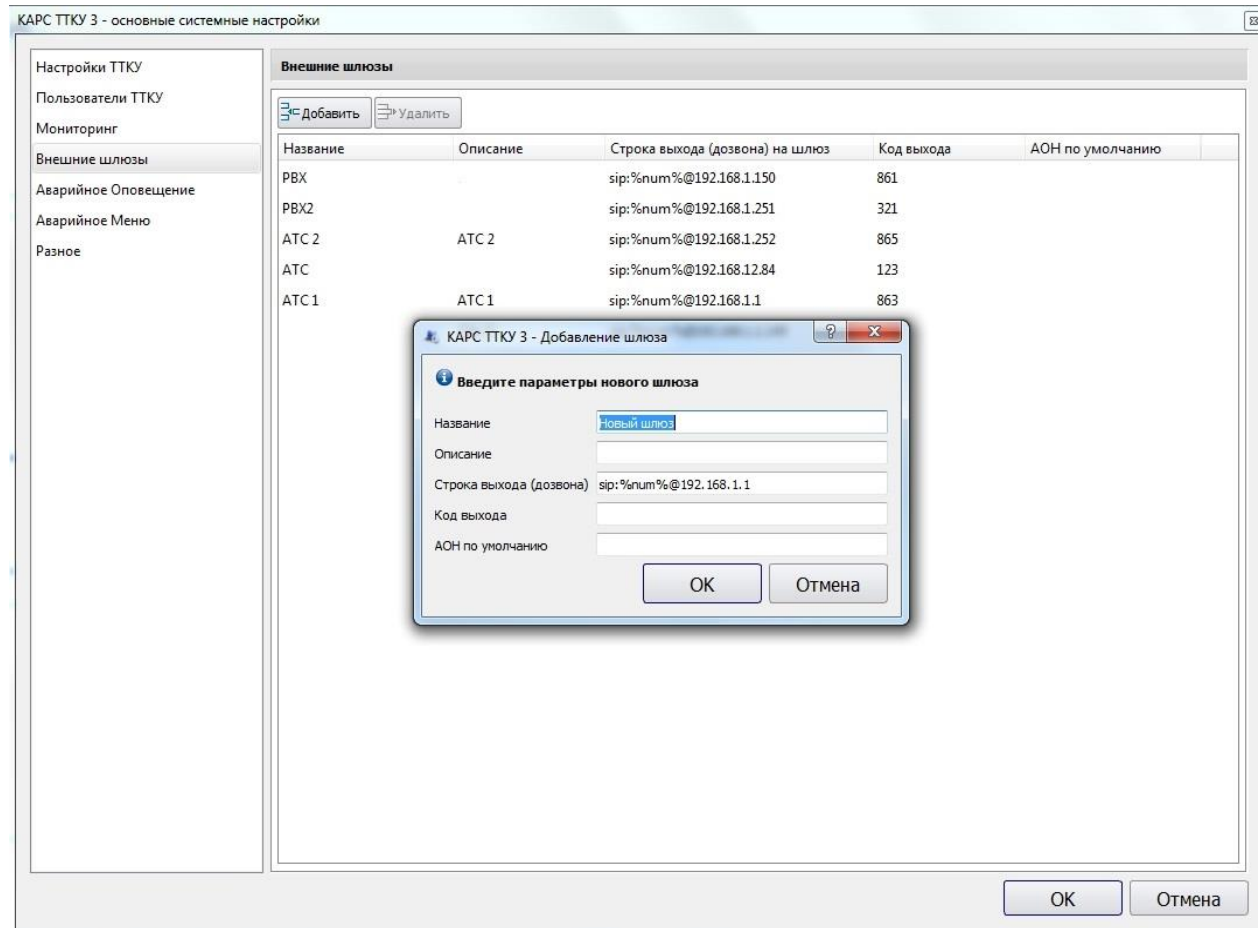 КАРС ТТКУ 3 - основные системные настройки
Настройки ТТКУ
Пользователи ТТКУ
Мониторинг
Внешние шлюзы
Аварийное Оповещение
Аварийное Меню
Разное
Внешние шлюзы
Добавить Удалить
Название Описание Строка выхода (дозвона) на шлюз Код выхода АОН по умолчанию
PBX sip:%num%@192.168.1.150 861
PBX2 sip:%num%@192.168.1.251 321
АТС 2 АТС 2 sip:%num%@192.168.1.252 865
АТС sip:%num%@192.168.12.84 123
АТС 1 АТС 1 sip:%num%@192.168.1.1 863
КАРС ТТКУ 3 - Добавление шлюза
Введите параметры нового шлюза
Название Новый шлюз
Описание
Строка выхода (дозвона) sip:%num%@192.168.1.1
Код выхода
АОН по умолчанию
OK Отмена
OK Отмена